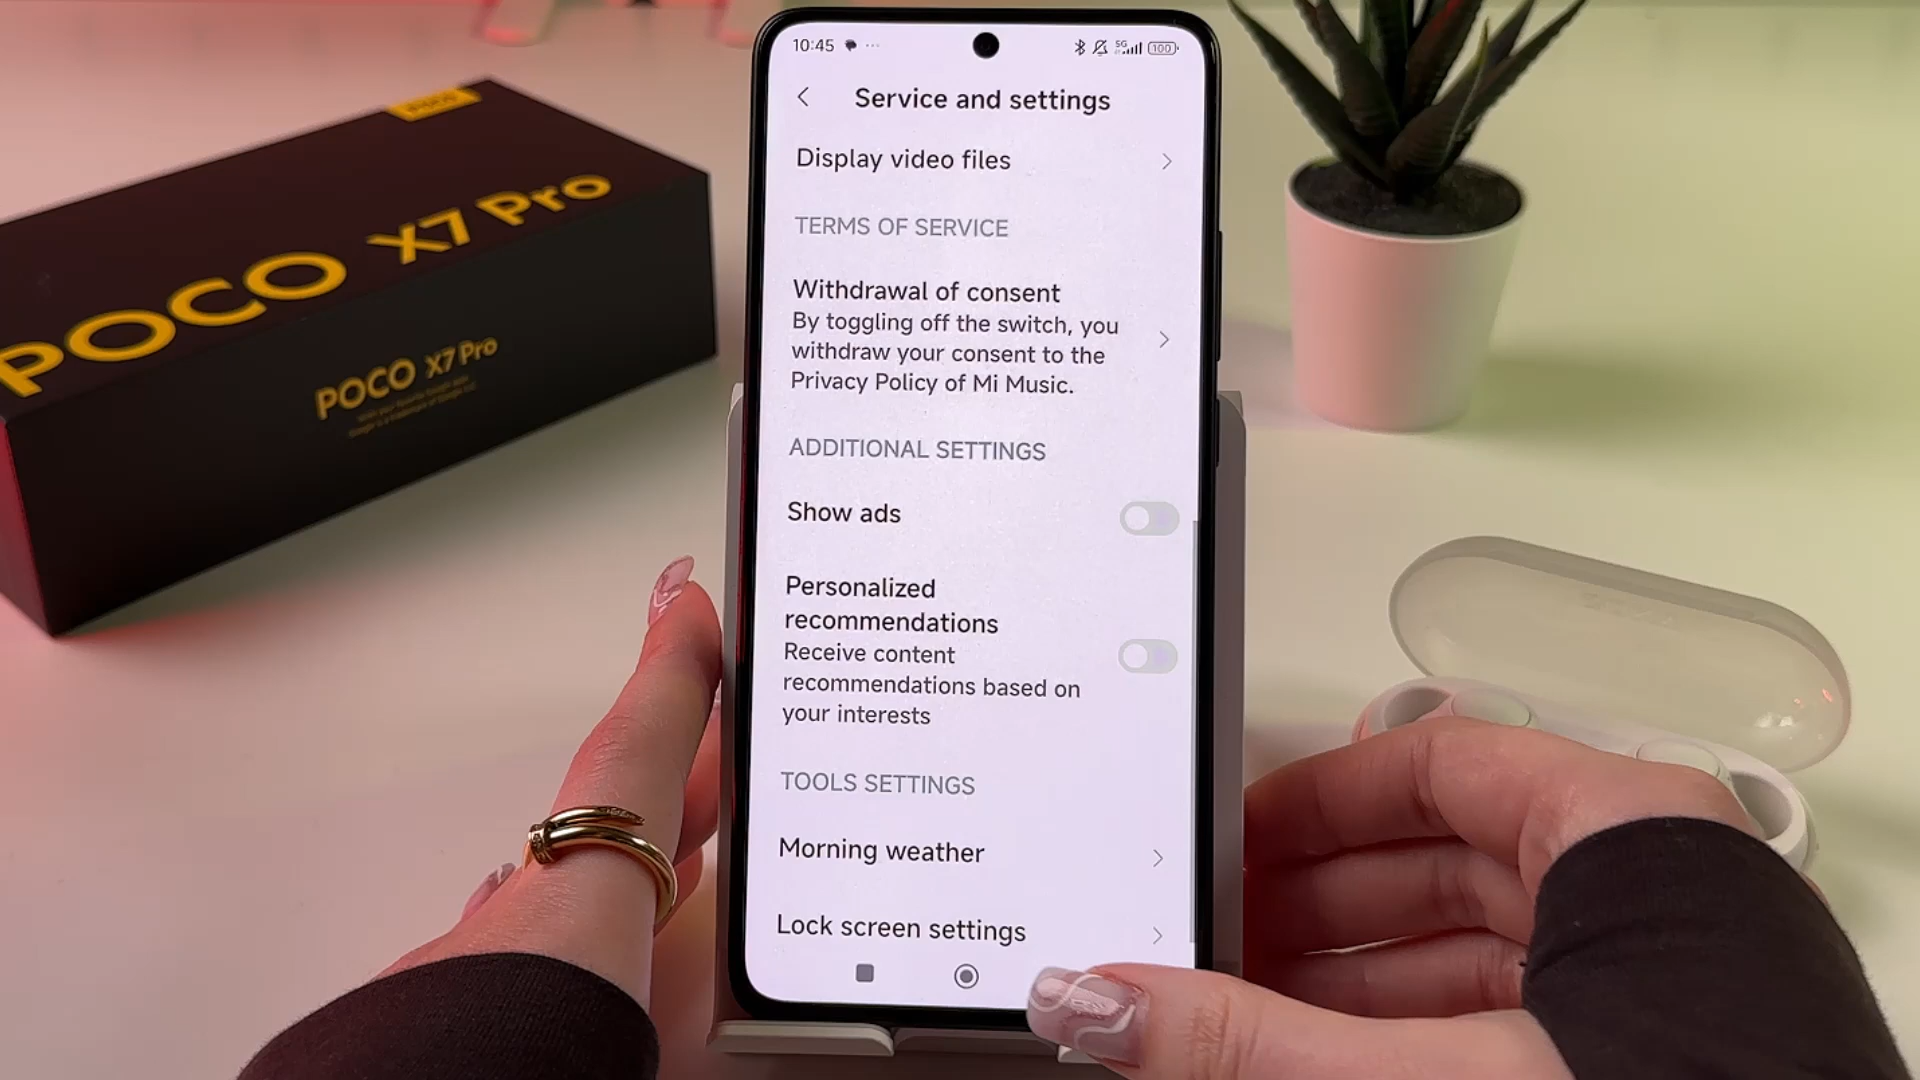 POCO X7 Pro
POCO X7 Pro
10:45
5G
100
Service and settings
Display video files
TERMS OF SERVICE
Withdrawal of consent
By toggling off the switch, you
withdraw your consent to the
Privacy Policy of Mi Music.
ADDITIONAL SETTINGS
Show ads
Personalized
recommendations
Receive content
recommendations based on
your interests
TOOLS SETTINGS
Morning weather
Lock screen settings